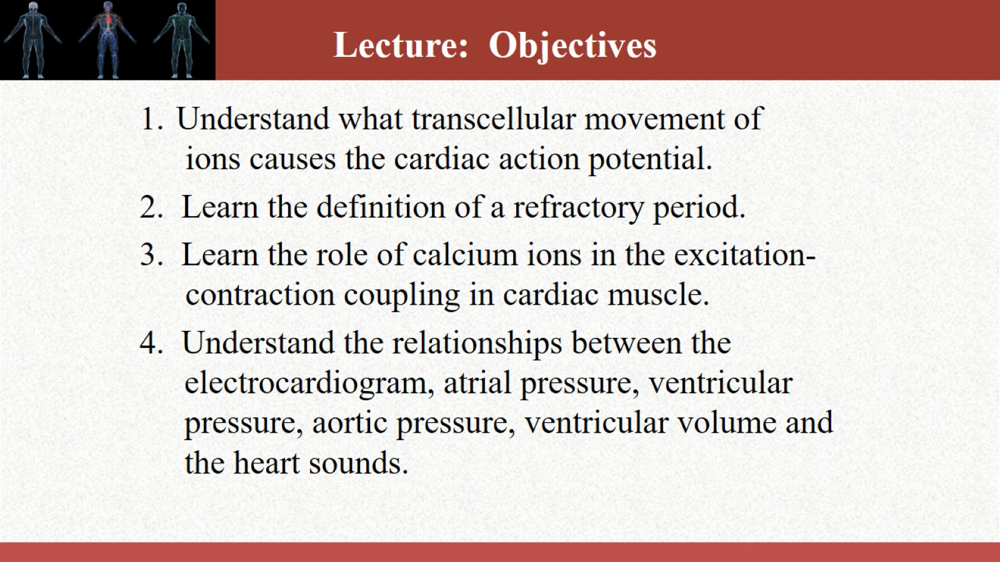 Lecture: Objectives
1. Understand what transcellular movement of
ions causes the cardiac action potential.
2. Learn the definition of a refractory period.
3. Learn the role of calcium ions in the excitation-
contraction coupling in cardiac muscle.
4. Understand the relationships between the
electrocardiogram, atrial pressure, ventricular
pressure, aortic pressure, ventricular volume and
the heart sounds.